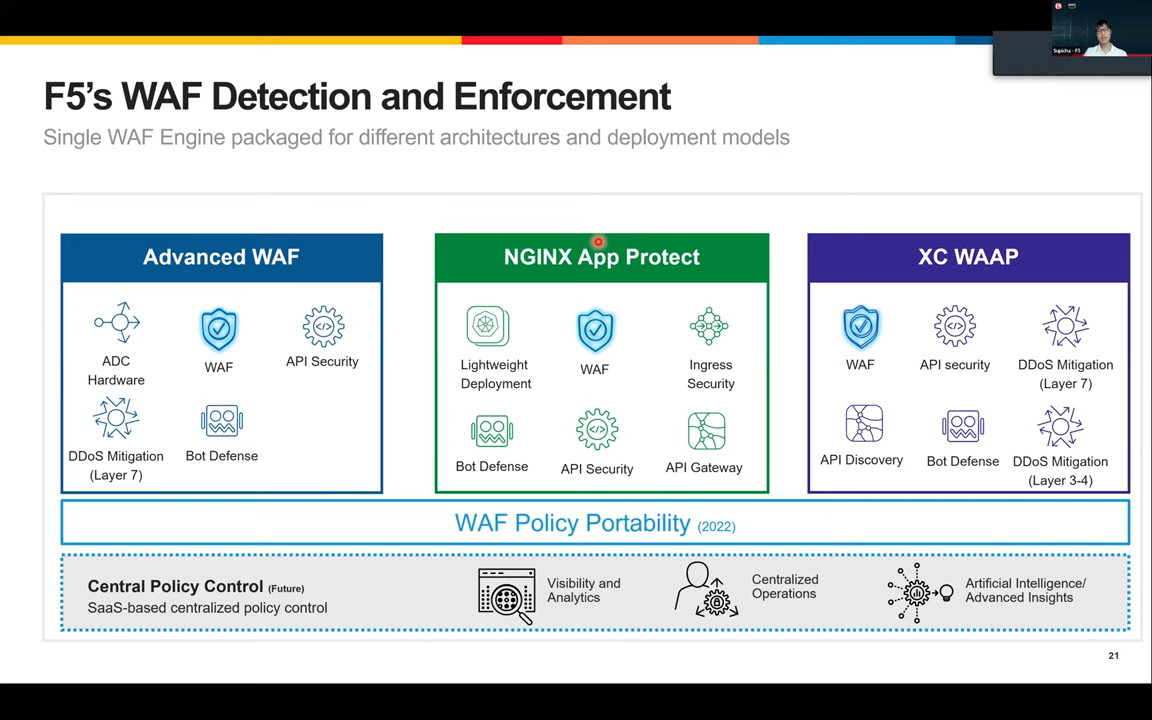 Supicha - F5
F5's WAF Detection and Enforcement
Single WAF Engine packaged for different architectures and deployment models
Advanced WAF
ADC
Hardware
WAF
API Security
DDoS Mitigation
(Layer 7)
Bot Defense
NGINX App Protect
Lightweight
Deployment
WAF
Ingress
Security
Bot Defense
API Security
API Gateway
XC WAAP
WAF
API security
DDoS Mitigation
(Layer 7)
API Discovery
Bot Defense
DDoS Mitigation
(Layer 3-4)
WAF Policy Portability (2022)
Central Policy Control (Future)
SaaS-based centralized policy control
Visibility and
Analytics
Centralized
Operations
Artificial Intelligence/
Advanced Insights
21